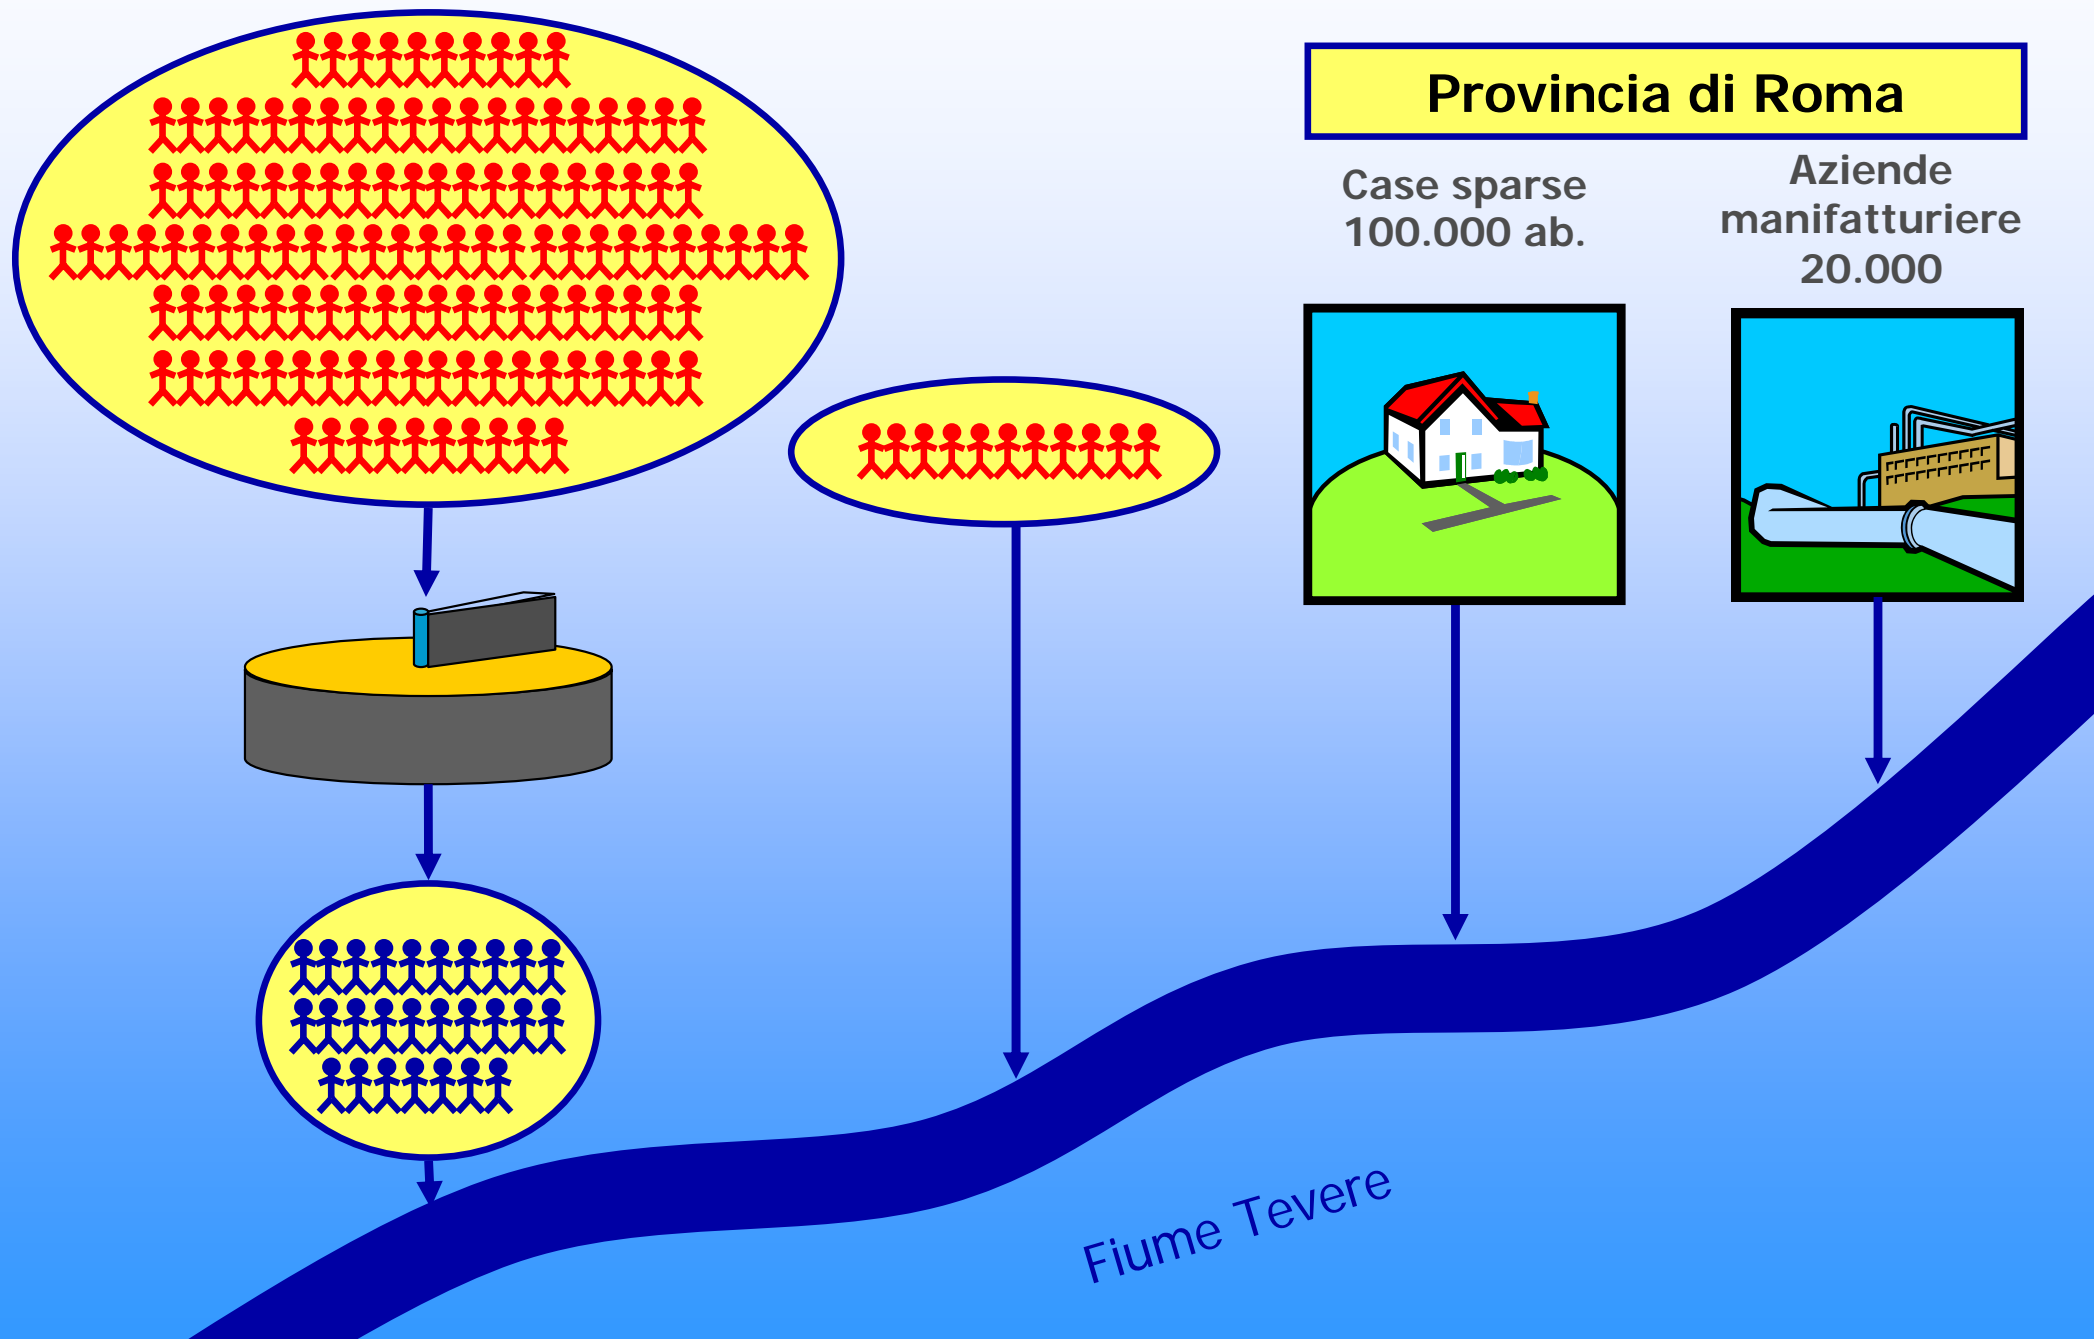 Provincia di Roma
Case sparse
100.000 ab.
Aziende
manifatturiere
20.000
Fiume Tevere